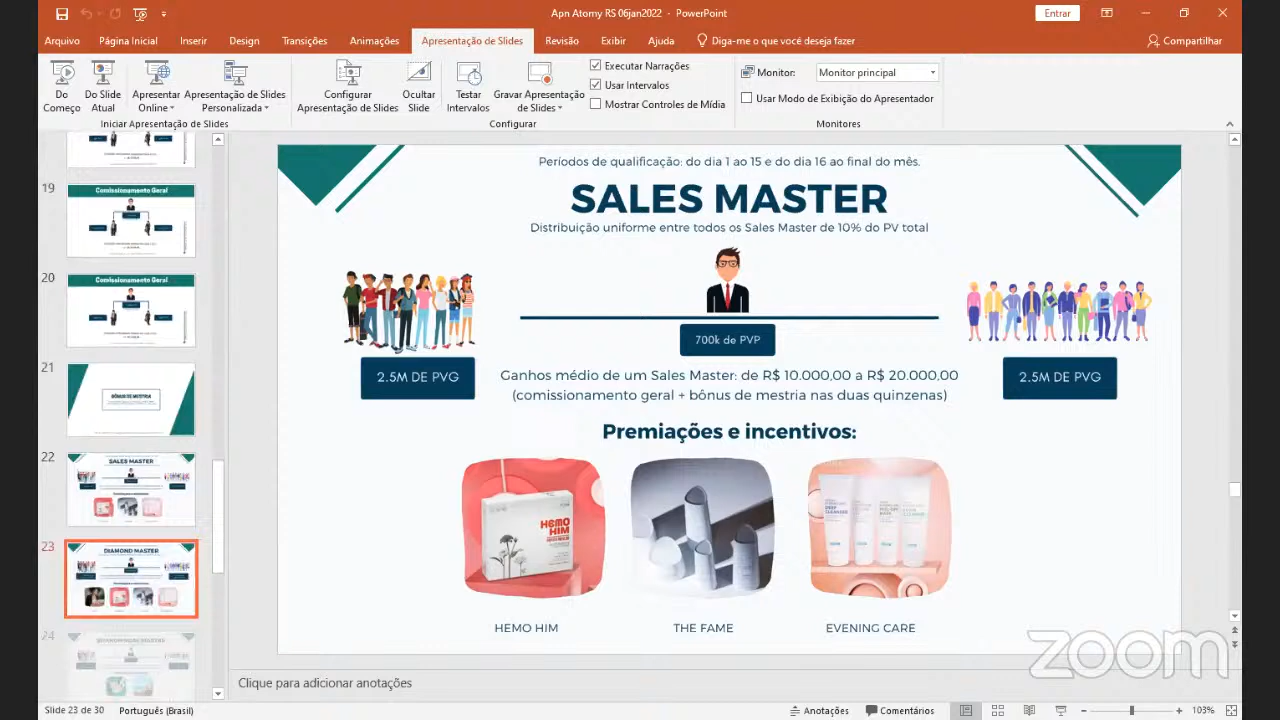 Apn Atomy RS 06jan2022 - PowerPoint
Entrar
Arquivo
Página Inicial
Inserir
Design
Transições
Animações
Apresentação de Slides
Revisão
Exibir
Ajuda
Diga-me o que você deseja fazer
Compartilhar
Do Começo
Do Slide Atual
Apresentar Online
Apresentação de Slides Personalizada
Configurar Apresentação de Slides
Ocultar Slide
Testar Intervalos
Gravar Apresentação de Slides
Executar Narrações
Usar Intervalos
Mostrar Controles de Mídia
Monitor:
Monitor principal
Usar Modo de Exibição do Apresentador
Iniciar Apresentação de Slides
Configurar
Monitores
19
Comissionamento Geral
20
Comissionamento Geral
21
BÔNUS DE MESTRIA
22
SALES MASTER
23
DIAMOND MASTER
24
Períodos de qualificação: do dia 1 ao 15 e do dia 16 ao final do mês.
SALES MASTER
Distribuição uniforme entre todos os Sales Master de 10% do PV total
700k de PVP
2.5M DE PVG
2.5M DE PVG
Ganhos médio de um Sales Master: de R$ 10.000,00 a R$ 20.000,00
(comissionamento geral + bônus de mestria nas duas quinzenas)
Premiações e incentivos:
HEMO HIM
HEMO HIM
THE FAME
EVENING CARE
zoom
Clique para adicionar anotações
Slide 23 de 30
Português (Brasil)
Anotações
Comentários
103%